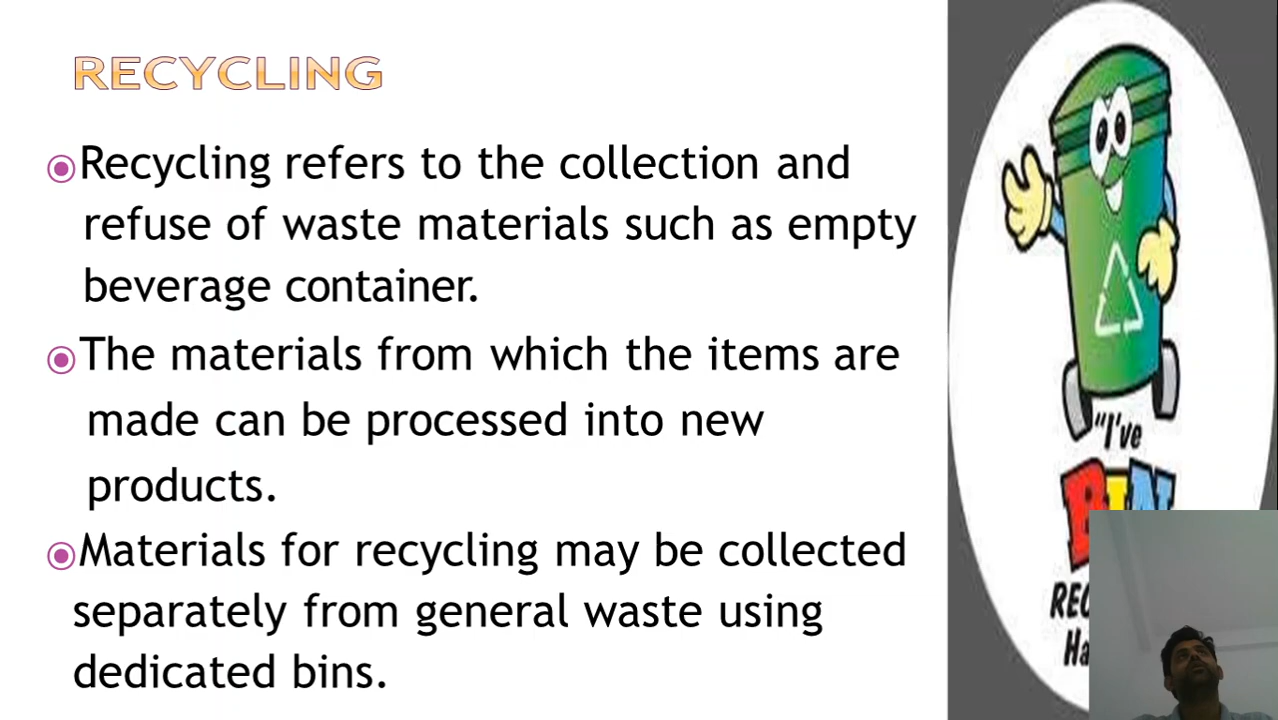 RECYCLING
Recycling refers to the collection and
refuse of waste materials such as empty
beverage container.
The materials from which the items are
made can be processed into new
products.
Materials for recycling may be collected
separately from general waste using
dedicated bins.
"I've
BIN